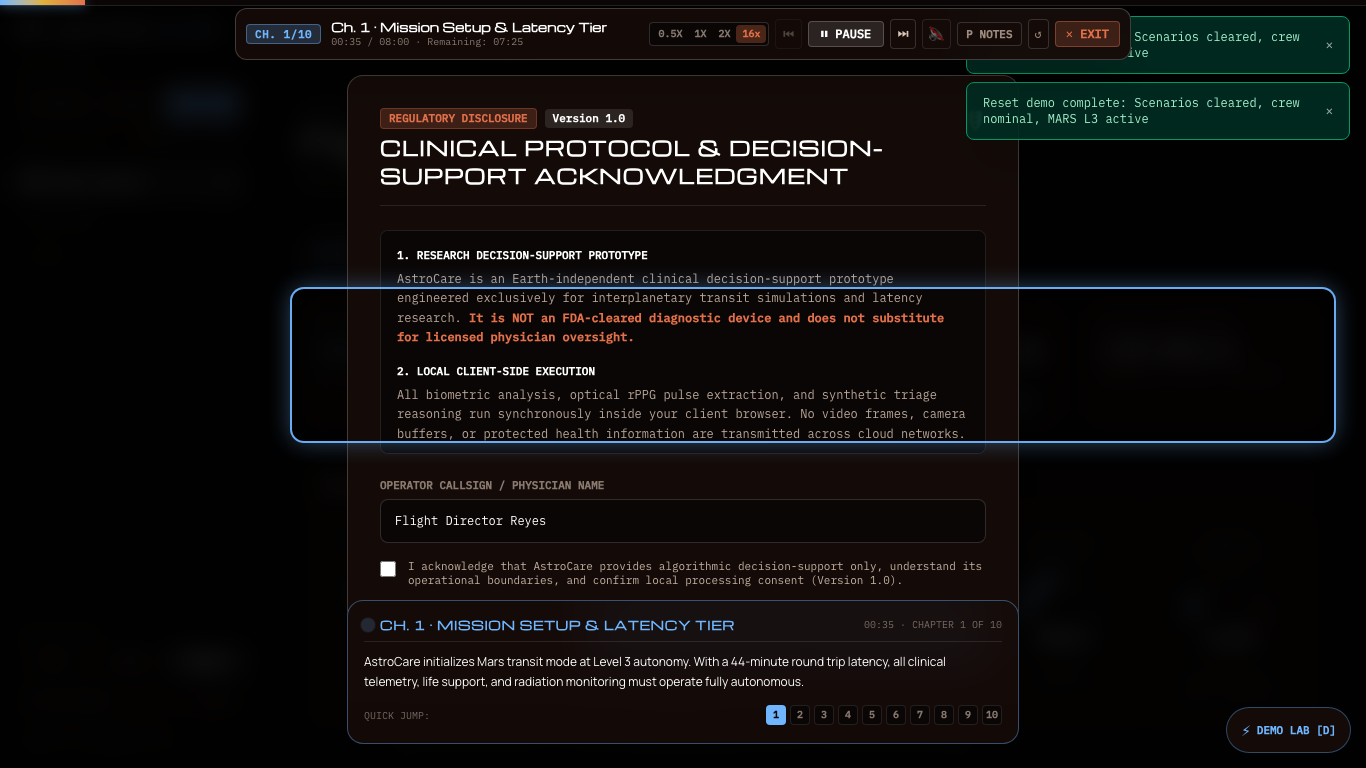 CH. 1/10
Ch. 1 · Mission Setup & Latency Tier
00:35 / 08:00 · Remaining: 07:25
0.5X 1X 2X 16x
PAUSE
P NOTES
↺
× EXIT
Scenarios cleared, crew
ive
×
Reset demo complete: Scenarios cleared, crew
nominal, MARS L3 active
×
REGULATORY DISCLOSURE
Version 1.0
CLINICAL PROTOCOL & DECISION-
SUPPORT ACKNOWLEDGMENT
1. RESEARCH DECISION-SUPPORT PROTOTYPE
AstroCare is an Earth-independent clinical decision-support prototype
engineered exclusively for interplanetary transit simulations and latency
research. It is NOT an FDA-cleared diagnostic device and does not substitute
for licensed physician oversight.
2. LOCAL CLIENT-SIDE EXECUTION
All biometric analysis, optical rPPG pulse extraction, and synthetic triage
reasoning run synchronously inside your client browser. No video frames, camera
buffers, or protected health information are transmitted across cloud networks.
OPERATOR CALLSIGN / PHYSICIAN NAME
Flight Director Reyes
I acknowledge that AstroCare provides algorithmic decision-support only, understand its
operational boundaries, and confirm local processing consent (Version 1.0).
CH. 1 · MISSION SETUP & LATENCY TIER
00:35 · CHAPTER 1 OF 10
AstroCare initializes Mars transit mode at Level 3 autonomy. With a 44-minute round trip latency, all clinical
telemetry, life support, and radiation monitoring must operate fully autonomous.
QUICK JUMP:
1 2 3 4 5 6 7 8 9 10
⚡ DEMO LAB [D]